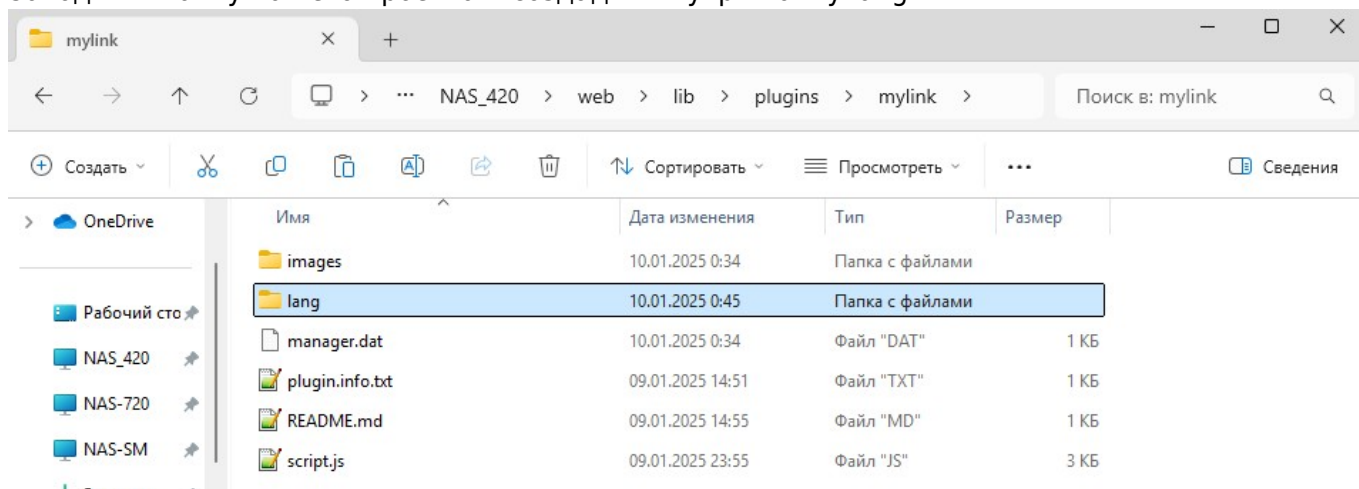 mylink
NAS_420 > web > lib > plugins > mylink >
Поиск в: mylink
Создать
Сортировать
Просмотреть
Сведения
OneDrive
Рабочий сто
NAS_420
NAS-720
NAS-SM
Имя Дата изменения Тип Размер
images 10.01.2025 0:34 Папка с файлами
lang 10.01.2025 0:45 Папка с файлами
manager.dat 10.01.2025 0:34 Файл "DAT" 1 КБ
plugin.info.txt 09.01.2025 14:51 Файл "TXT" 1 КБ
README.md 09.01.2025 14:55 Файл "MD" 1 КБ
script.js 09.01.2025 23:55 Файл "JS" 3 КБ